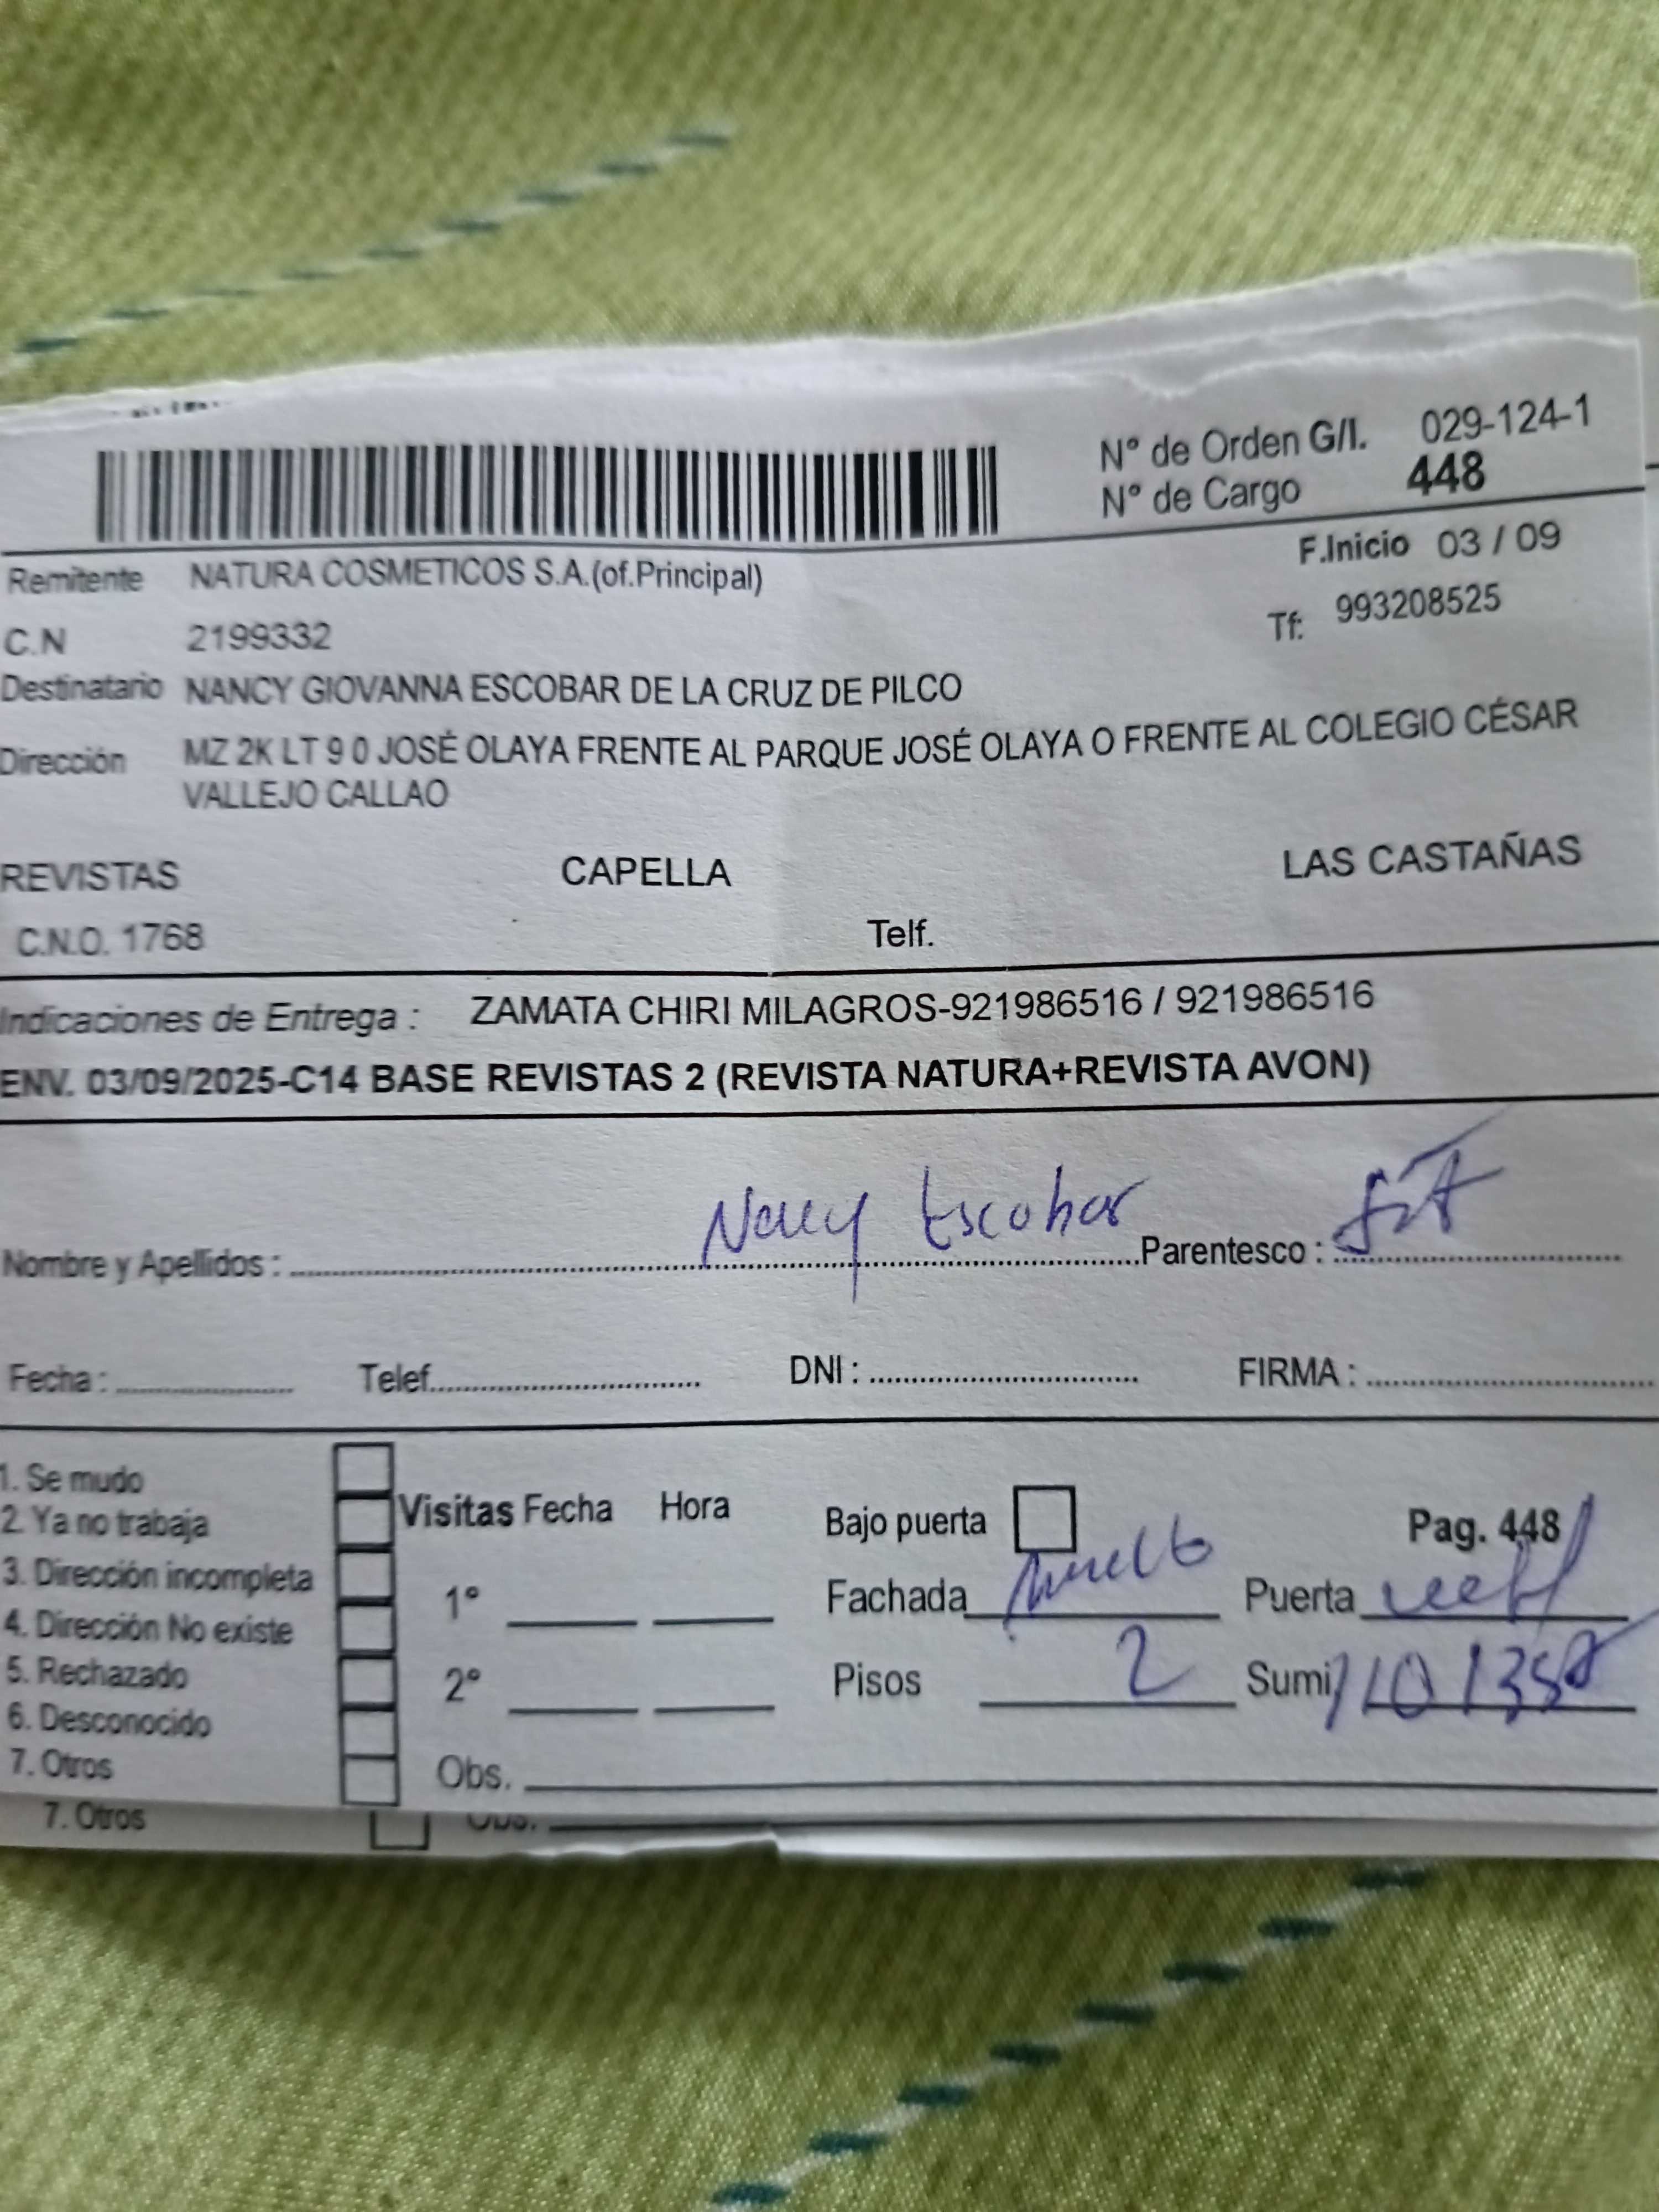 N° de Orden G/I. 029-124-1
N° de Cargo 448
F.Inicio 03 / 09
Remitente NATURA COSMETICOS S.A.(of.Principal)
C.N 2199332 Tf: 993208525
Destinatario NANCY GIOVANNA ESCOBAR DE LA CRUZ DE PILCO
Dirección MZ 2K LT 9 0 JOSÉ OLAYA FRENTE AL PARQUE JOSÉ OLAYA O FRENTE AL COLEGIO CÉSAR
VALLEJO CALLAO
REVISTAS CAPELLA LAS CASTAÑAS
C.N.O. 1768 Telf.
Indicaciones de Entrega : ZAMATA CHIRI MILAGROS-921986516 / 921986516
ENV. 03/09/2025-C14 BASE REVISTAS 2 (REVISTA NATURA+REVISTA AVON)
Nombre y Apellidos : Nancy Escobar Parentesco :
Fecha : Telef. DNI : FIRMA :
1. Se mudo
2. Ya no trabaja
3. Dirección incompleta
4. Dirección No existe
5. Rechazado
6. Desconocido
7. Otros
Visitas Fecha Hora
1°
2°
Bajo puerta Pag. 448
Fachada Puerta
Pisos 2 Sumi
Obs.
7. Otros Obs.